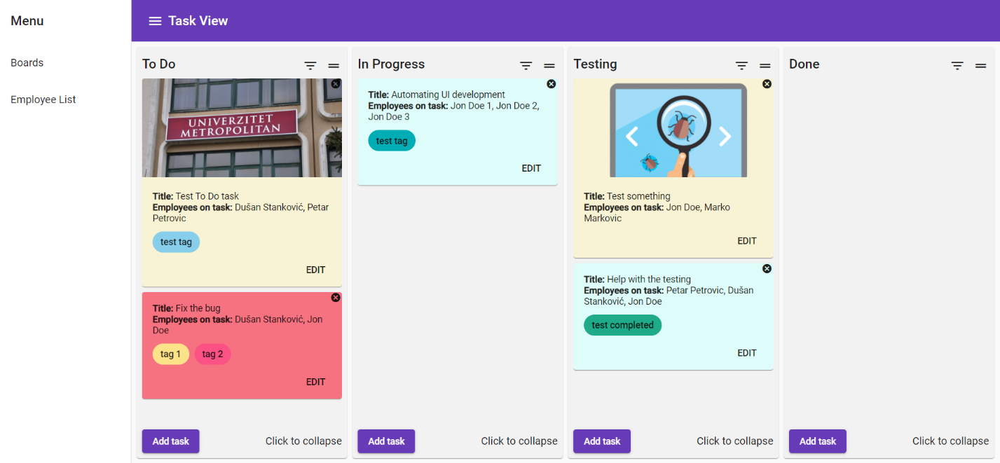 Menu
Boards
Employee List
Task View
To Do
UNIVERZITET
METROPOLITAN
Title: Test To Do task
Employees on task: Dušan Stanković, Petar
Petrovic
test tag
EDIT
Title: Fix the bug
Employees on task: Dušan Stanković, Jon
Doe
tag 1 tag 2
EDIT
Add task Click to collapse
In Progress
Title: Automating UI development
Employees on task: Jon Doe 1, Jon Doe 2,
Jon Doe 3
test tag
EDIT
Add task Click to collapse
Testing
Title: Test something
Employees on task: Jon Doe, Marko
Markovic
EDIT
Title: Help with the testing
Employees on task: Petar Petrovic, Dušan
Stanković, Jon Doe
test completed
EDIT
Add task Click to collapse
Done
Add task Click to collapse